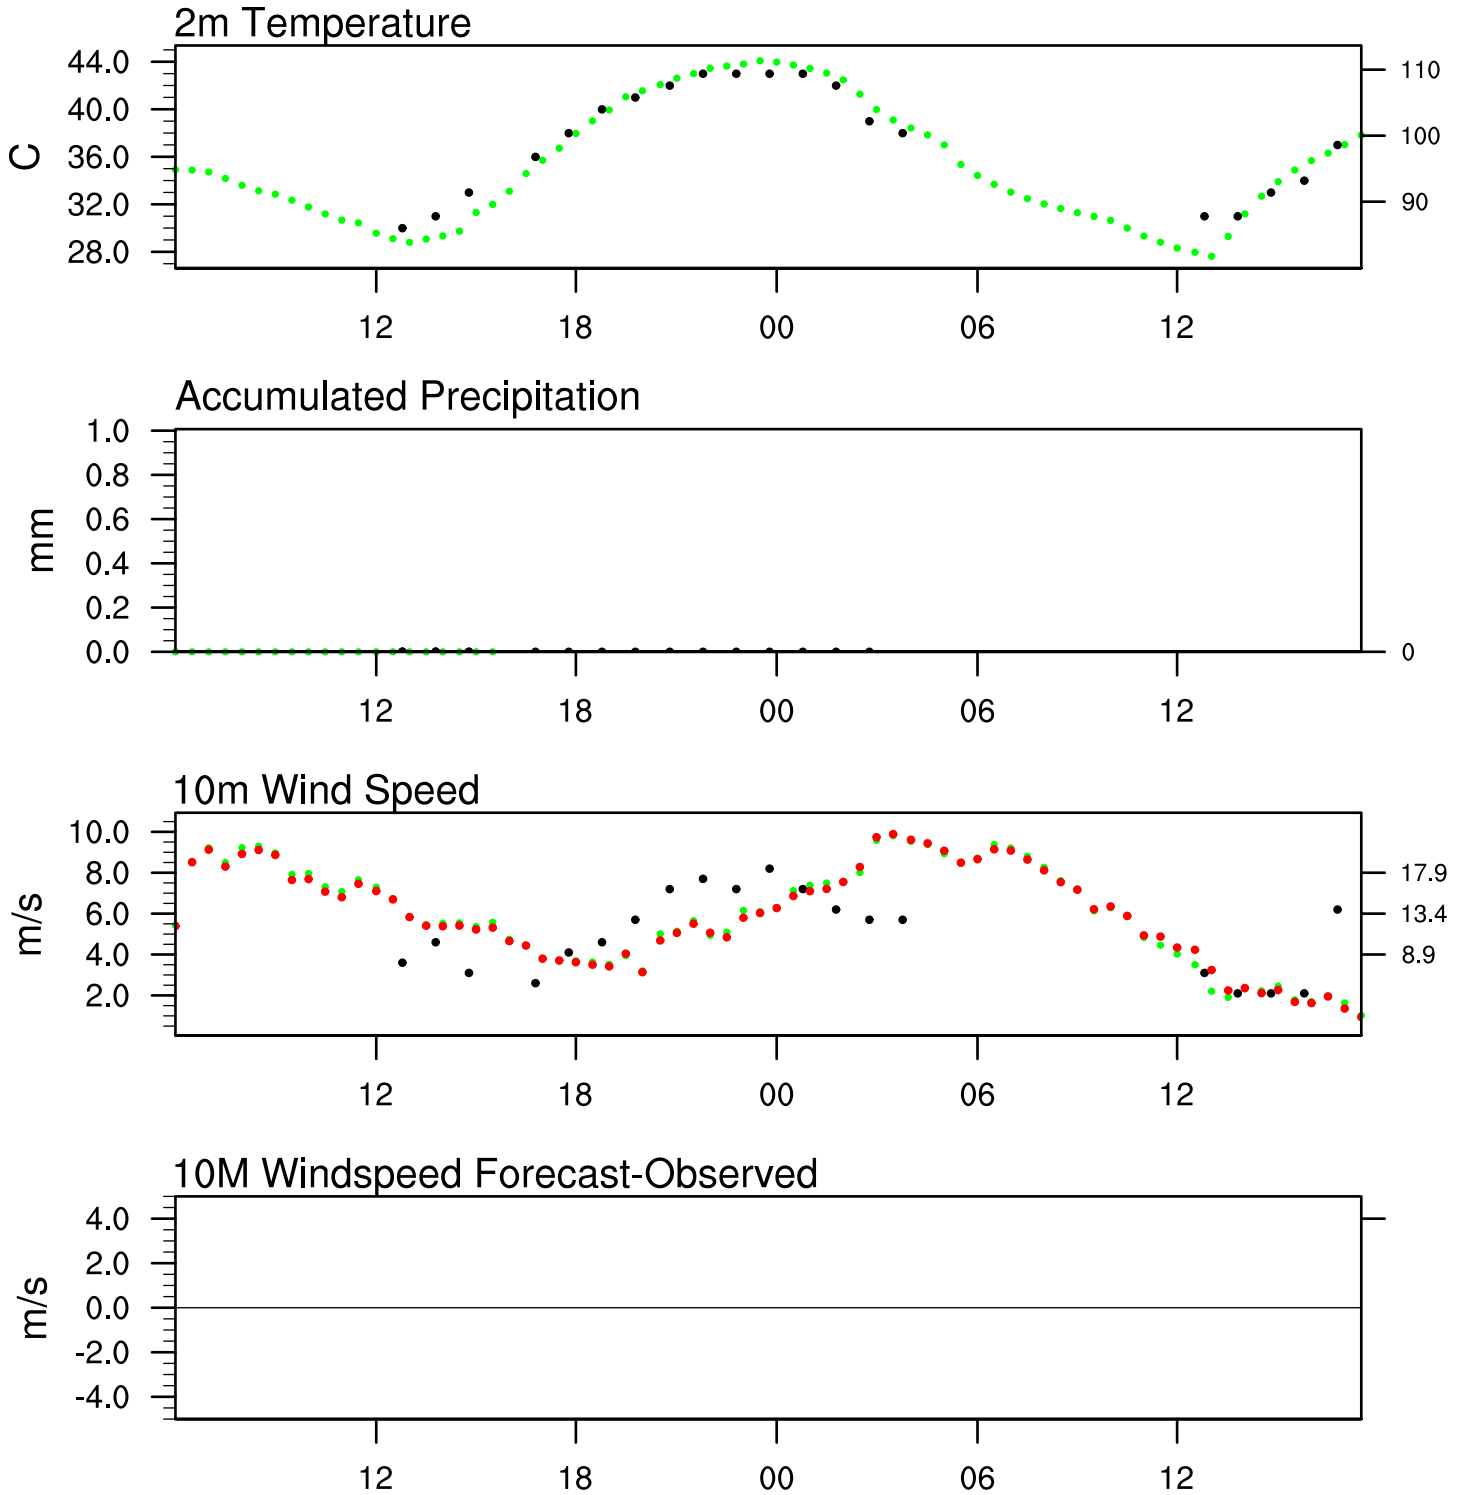 2m Temperature
44.0
40.0
36.0
32.0
28.0
C
110
100
90
12 18 00 06 12
Accumulated Precipitation
1.0
0.8
0.6
0.4
0.2
0.0
mm
0
12 18 00 06 12
10m Wind Speed
10.0
8.0
6.0
4.0
2.0
m/s
17.9
13.4
8.9
12 18 00 06 12
10M Windspeed Forecast-Observed
4.0
2.0
0.0
-2.0
-4.0
m/s
12 18 00 06 12